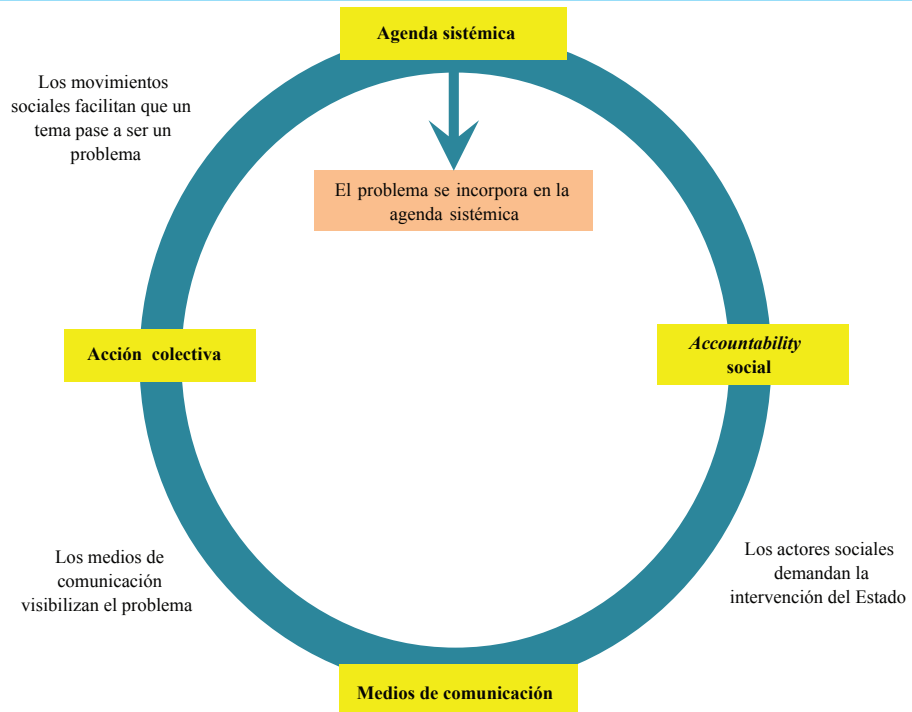 Agenda sistémica
Los movimientos
sociales facilitan que un
tema pase a ser un
problema
El problema se incorpora en la
agenda sistémica
Acción colectiva
Accountability
social
Los medios de
comunicación
visibilizan el problema
Los actores sociales
demandan la
intervención del Estado
Medios de comunicación